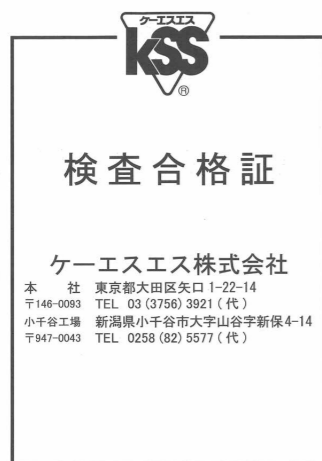 ケーエスエス
KSS
®
検査合格証
ケーエスエス株式会社
本　　社　東京都大田区矢口1-22-14
〒146-0093　TEL 03(3756)3921(代)
小千谷工場　新潟県小千谷市大字山谷字新保4-14
〒947-0043　TEL 0258(82)5577(代)